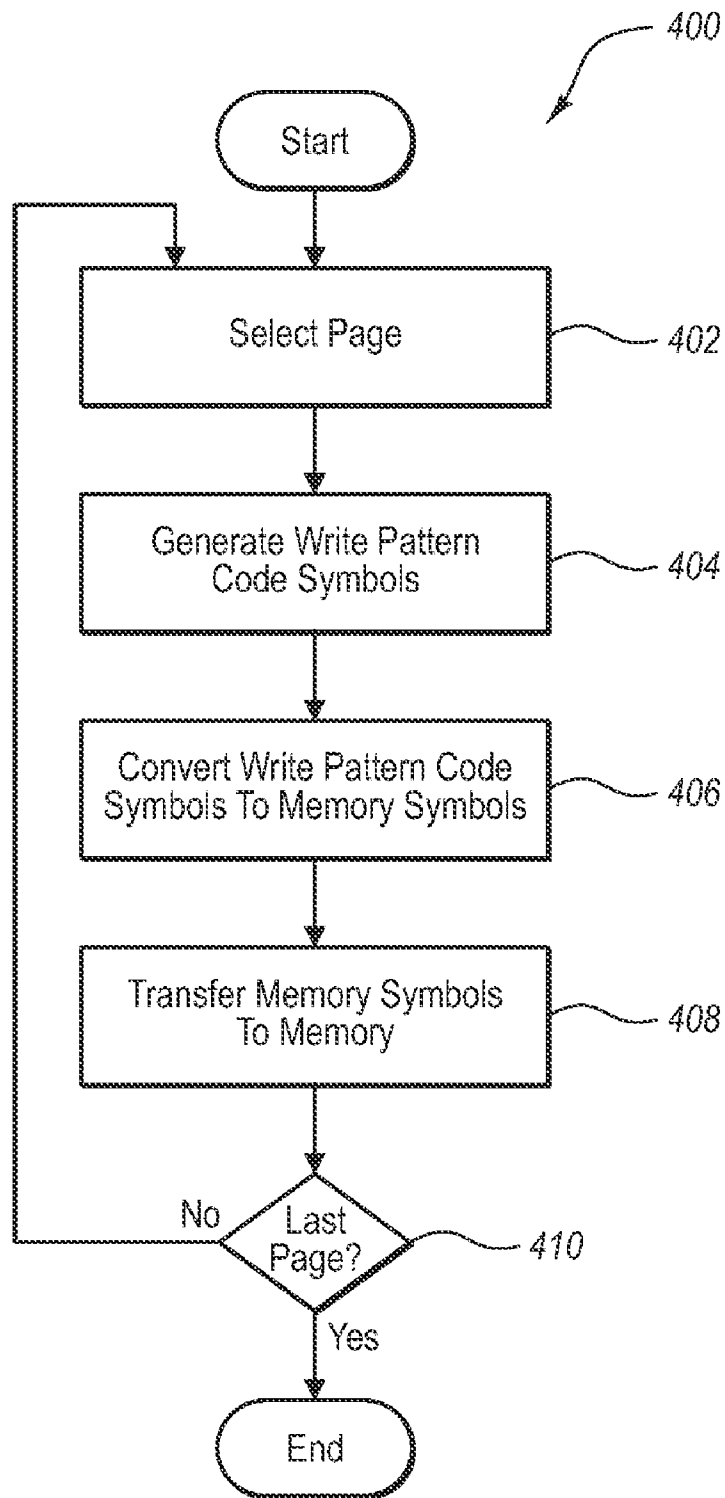 400
Start
Select Page
402
Generate Write Pattern
Code Symbols
404
Convert Write Pattern Code
Symbols To Memory Symbols
406
Transfer Memory Symbols
To Memory
408
No
Last
Page?
410
Yes
End